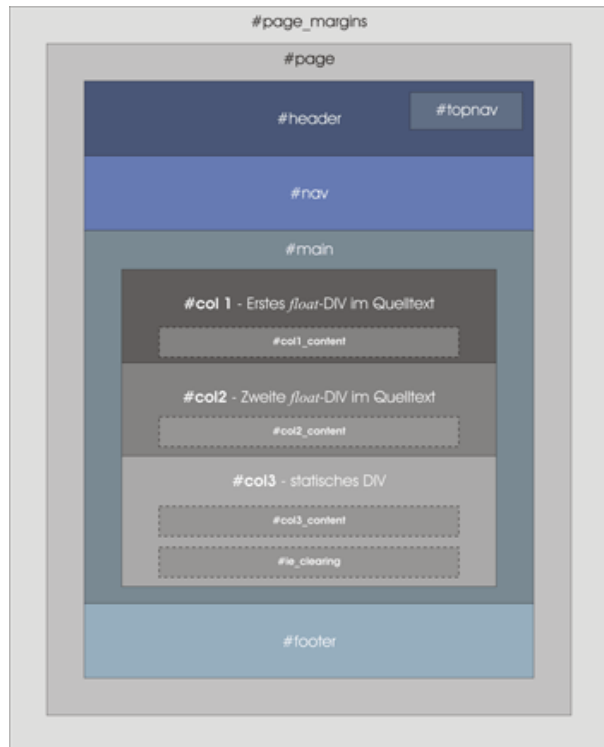 #page_margins
#page
#header
#topnav
#nav
#main
#col 1 - Erstes float-DIV im Quelltext
#col1_content
#col2 - Zweite float-DIV im Quelltext
#col2_content
#col3 - statisches DIV
#col3_content
#ie_clearing
#footer